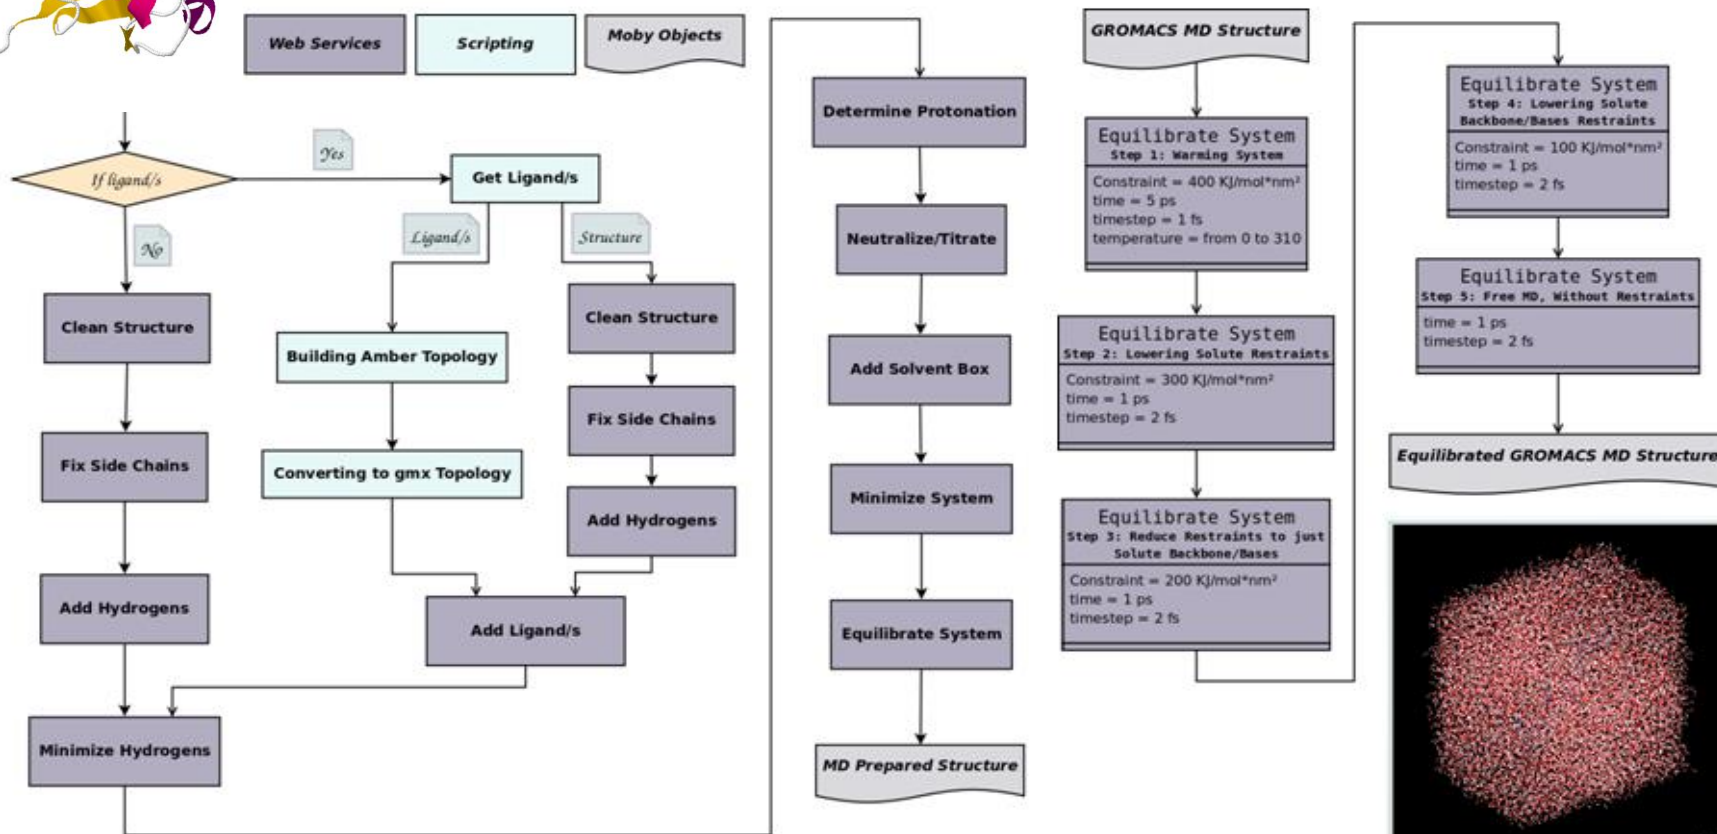 Web Services
Scripting
Moby Objects
If ligand/s
Yes
No
Get Ligand/s
Ligand/s
Structure
Clean Structure
Fix Side Chains
Add Hydrogens
Minimize Hydrogens
Building Amber Topology
Converting to gmx Topology
Clean Structure
Fix Side Chains
Add Hydrogens
Add Ligand/s
Determine Protonation
Neutralize/Titrate
Add Solvent Box
Minimize System
Equilibrate System
MD Prepared Structure
GROMACS MD Structure
Equilibrate System
Step 1: Warming System
Constraint = 400 KJ/mol*nm²
time = 5 ps
timestep = 1 fs
temperature = from 0 to 310
Equilibrate System
Step 2: Lowering Solute Restraints
Constraint = 300 KJ/mol*nm²
time = 1 ps
timestep = 2 fs
Equilibrate System
Step 3: Reduce Restraints to just
Solute Backbone/Bases
Constraint = 200 KJ/mol*nm²
time = 1 ps
timestep = 2 fs
Equilibrate System
Step 4: Lowering Solute
Backbone/Bases Restraints
Constraint = 100 KJ/mol*nm²
time = 1 ps
timestep = 2 fs
Equilibrate System
Step 5: Free MD, Without Restraints
time = 1 ps
timestep = 2 fs
Equilibrated GROMACS MD Structure